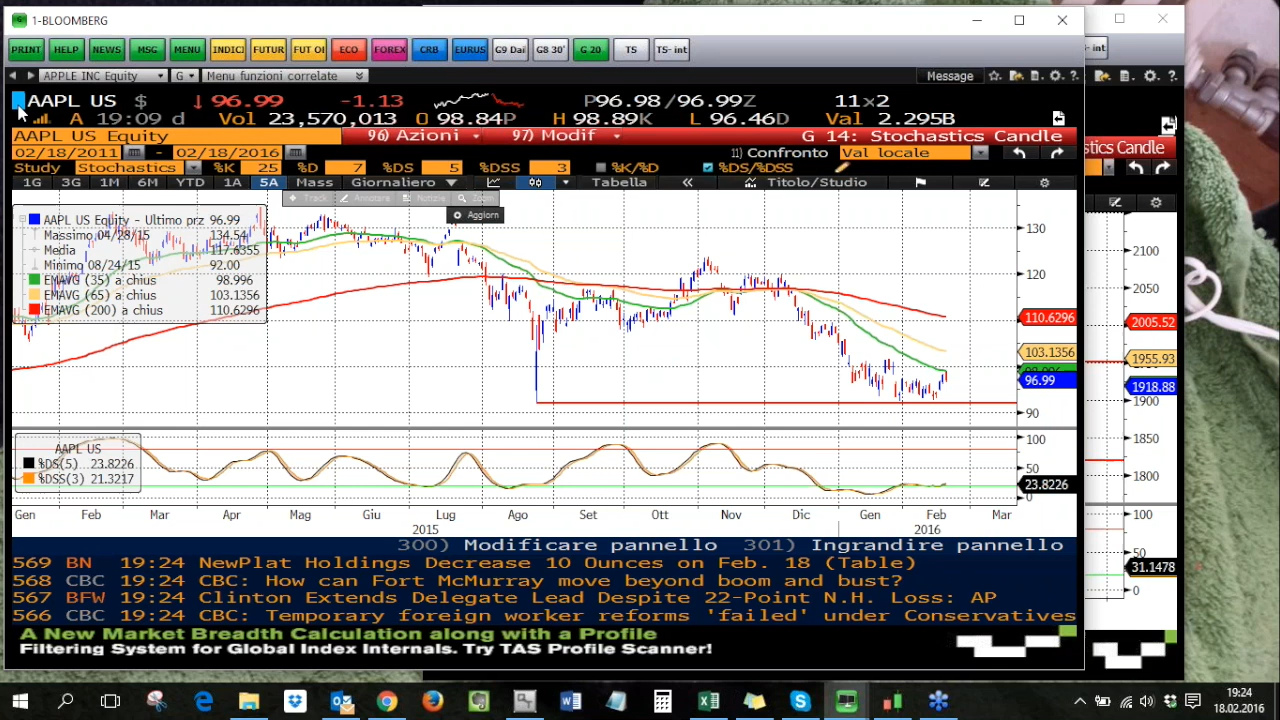 1-BLOOMBERG
PRINT HELP NEWS MSG MENU INDICI FUTUR FUT OI ECO FOREX CRB EURUS G9 Dai G8 30' G 20 TS TS- int
- int
APPLE INC Equity G Menu funzioni correlate Message
AAPL US $ ↓ 96.99 -1.13 P96.98 /96.99Z 11x2
A 19:09 d Vol 23,570,013 O 98.84P H 98.89K L 96.46D Val 2.295B
AAPL US Equity 96) Azioni 97) Modif G 14: Stochastics Candle
tics Candle
02/18/2011 - 02/18/2016 11) Confronto Val locale
Study Stochastics %K 25 %D 7 %DS 5 %DSS 3 %K/%D %DS/%DSS
1G 3G 1M 6M YTD 1A 5A Mass Giornaliero Tabella « Titolo/Studio
Track Annotare Notizie Zoom
Aggiorn
AAPL US Equity - Ultimo prz 96.99
Massimo 04/28/15 134.54
Media 117.6355
Minimo 08/24/15 92.00
EMAVG (35) a chius 98.996
EMAVG (65) a chius 103.1356
EMAVG (200) a chius 110.6296
130
120
110.6296
103.1356
96.99
90
2100
2050
2005.52
1955.93
1918.88
1900
1850
1800
AAPL US
%DS(5) 23.8226
%DSS(3) 21.3217
100
50
23.8226
0
100
50
31.1478
0
Gen Feb Mar Apr Mag Giu Lug Ago Set Ott Nov Dic Gen Feb Mar
2015 2016
300) Modificare pannello 301) Ingrandire pannello
569 BN 19:24 NewPlat Holdings Decrease 10 Ounces on Feb. 18 (Table)
568 CBC 19:24 CBC: How can Fort McMurray move beyond boom and bust?
567 BFW 19:24 Clinton Extends Delegate Lead Despite 22-Point N.H. Loss: AP
566 CBC 19:24 CBC: Temporary foreign worker reforms 'failed' under Conservatives
A New Market Breadth Calculation along with a Profile
Filtering System for Global Index Internals. Try TAS Profile Scanner!
19:24
18.02.2016